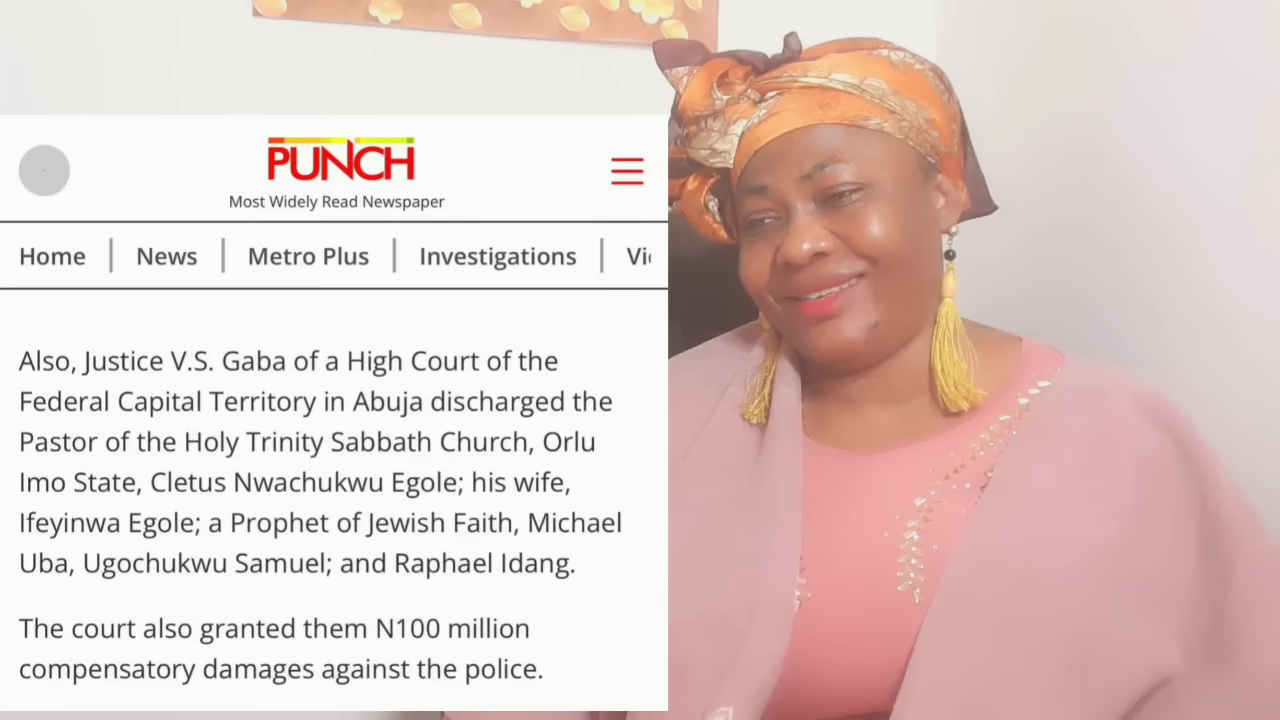 PUNCH
Most Widely Read Newspaper
Home | News | Metro Plus | Investigations |
Also, Justice V.S. Gaba of a High Court of the
Federal Capital Territory in Abuja discharged the
Pastor of the Holy Trinity Sabbath Church, Orlu
Imo State, Cletus Nwachukwu Egole; his wife,
Ifeyinwa Egole; a Prophet of Jewish Faith, Michael
Uba, Ugochukwu Samuel; and Raphael Idang.
The court also granted them N100 million
compensatory damages against the police.